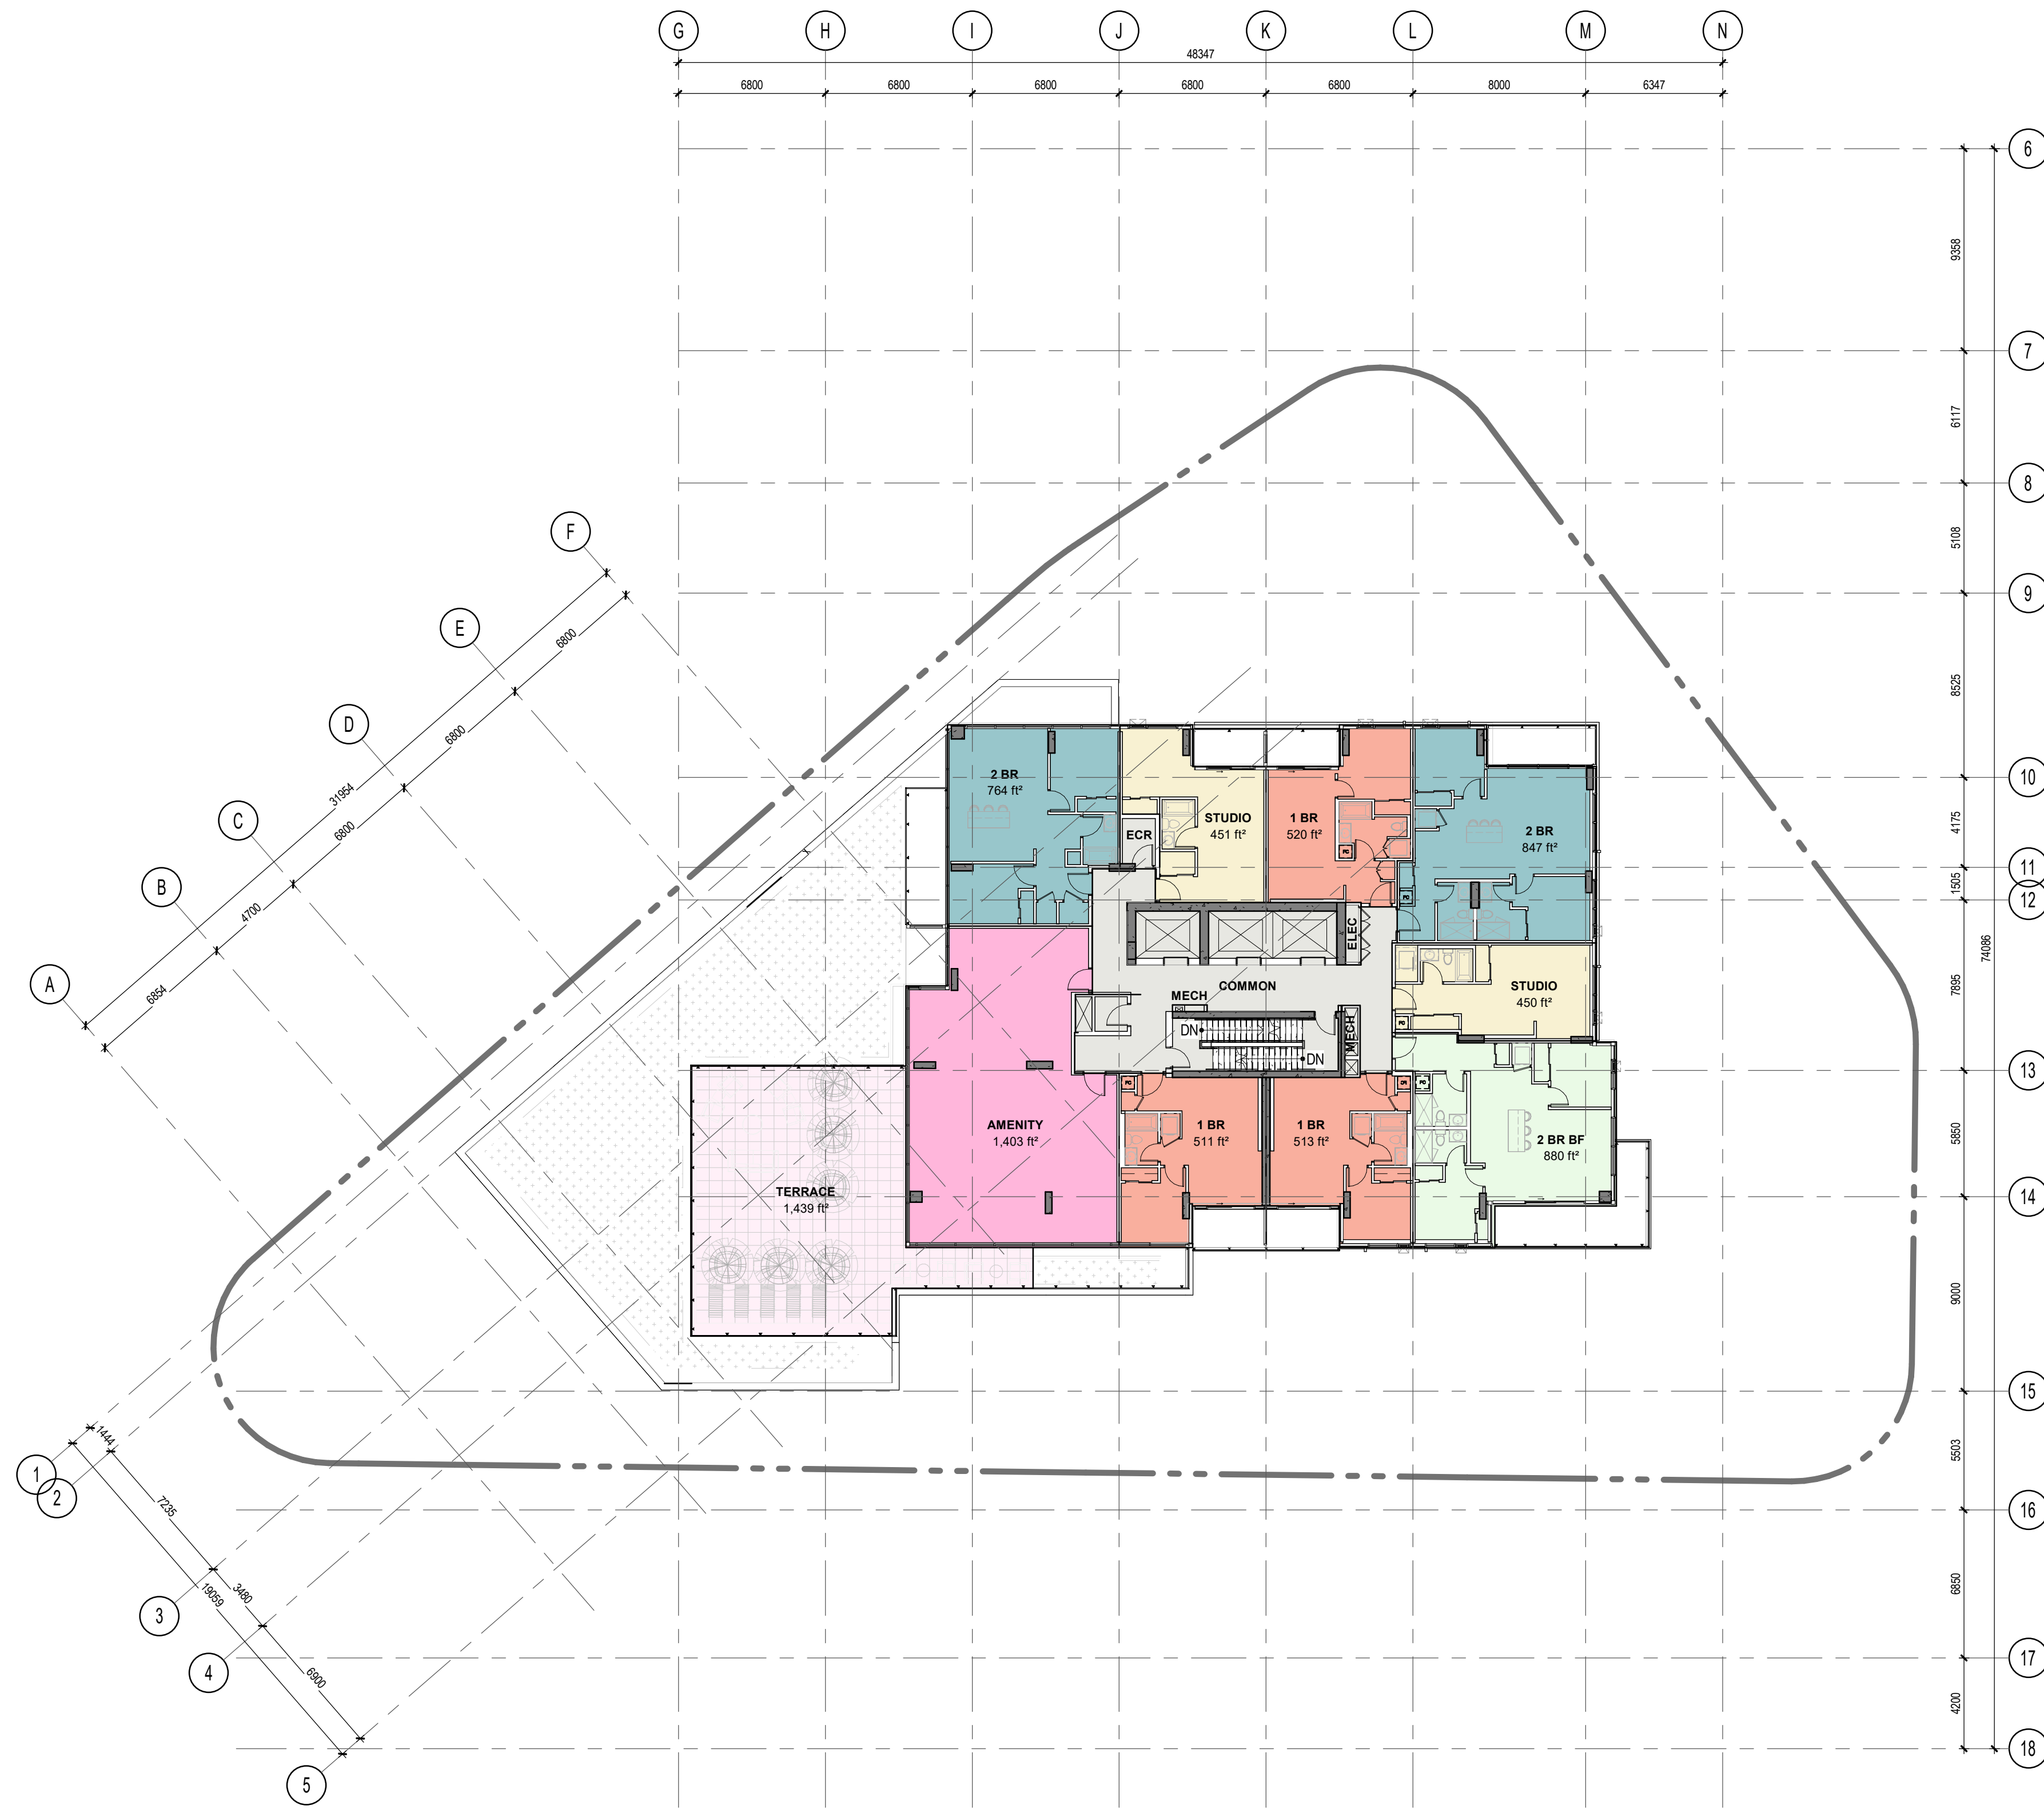 G
H
I
J
K
L
M
N
48347
6800
6800
6800
6800
6800
8000
6347
6
9358
7
6117
8
5108
9
8525
10
4175
11
1505
12
7895
74086
13
5850
14
9000
15
5503
16
6850
17
4200
18
F
E
D
C
B
A
6800
6800
31954
6800
4700
6854
2 BR
764 ft²
STUDIO
451 ft²
ECR
1 BR
520 ft²
2 BR
847 ft²
ELEC
COMMON
MECH
STUDIO
450 ft²
DN
MECH
DN
AMENITY
1,403 ft²
1 BR
511 ft²
1 BR
513 ft²
2 BR BF
880 ft²
TERRACE
1,439 ft²
1
2
1444
7235
3
3480
19059
4
6900
5